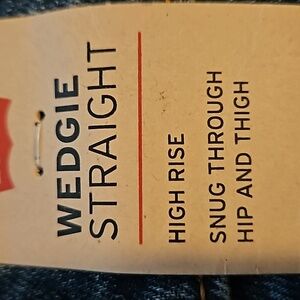 WEDGIE
STRAIGHT
HIGH RISE
SNUG THROUGH
HIP AND THIGH